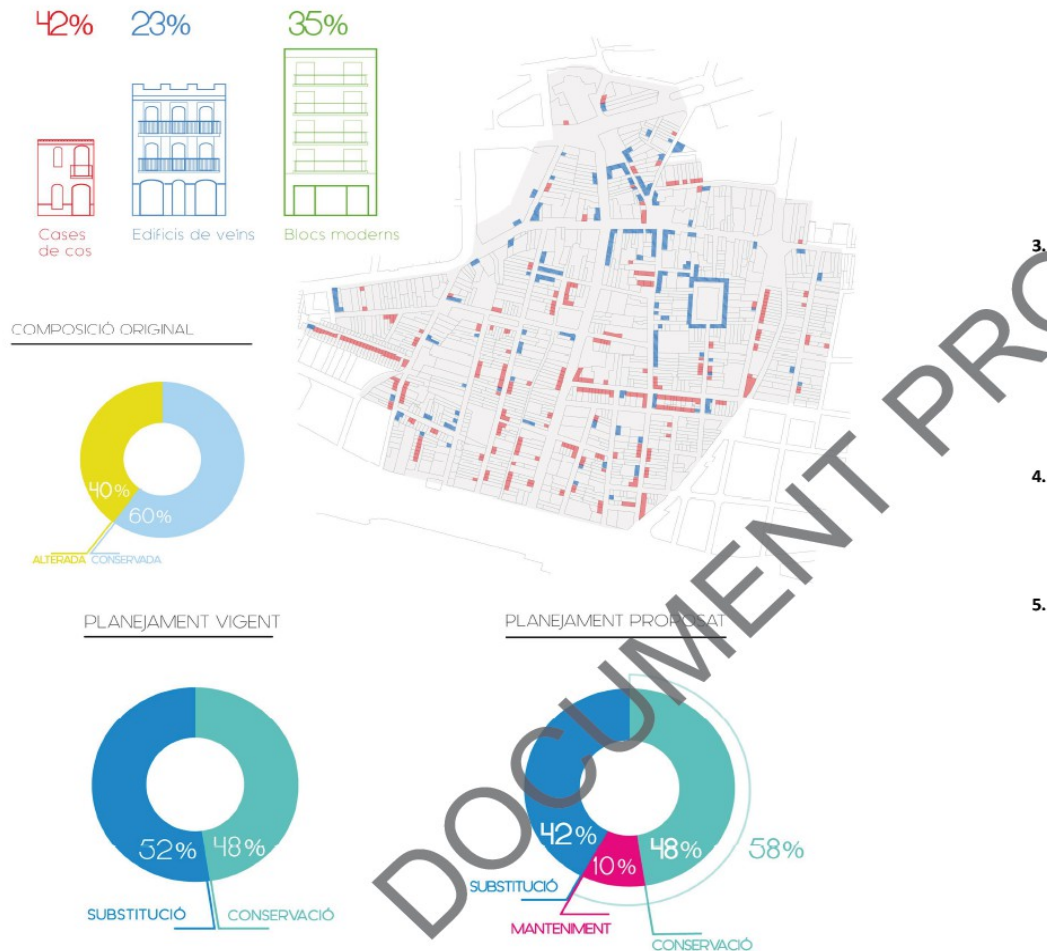 42%
23%
35%
Cases
de cos
Edificis de veïns
Blocs moderns
3.
COMPOSICIÓ ORIGINAL
40%
60%
ALTERADA
CONSERVADA
4.
5.
PLANEJAMENT VIGENT
PLANEJAMENT PROPOSAT
52%
48%
SUBSTITUCIÓ
CONSERVACIÓ
42%
10%
48%
58%
SUBSTITUCIÓ
MANTENIMENT
CONSERVACIÓ
DOCUMENT PRO